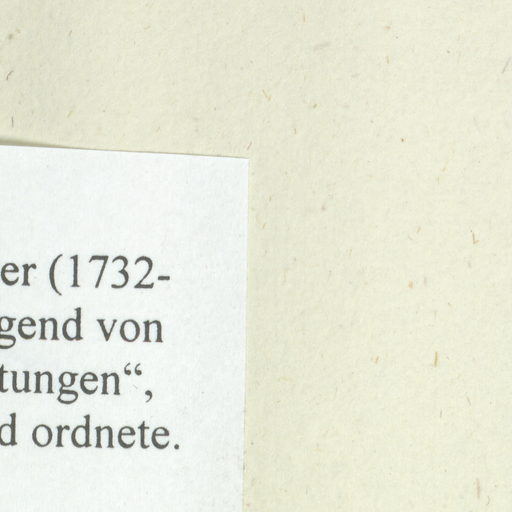 er (1732-
gend von
tungen“,
d ordnete.